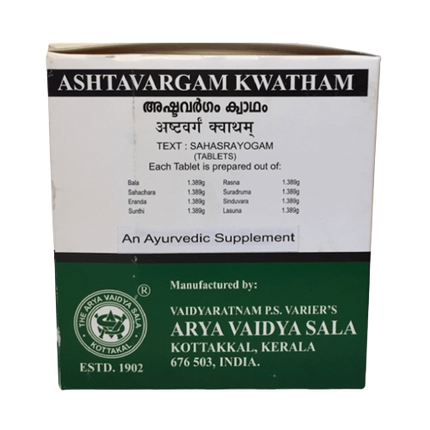 ASHTAVARGAM KWATHAM
അഷ്ടവർഗം ക്വാഥം
अष्टवर्गं क्वाथम्
TEXT : SAHASRAYOGAM
(TABLETS)
Each Tablet is prepared out of:
Bala 1.389g Rasna 1.389g
Sahachara 1.389g Suradruma 1.389g
Eranda 1.389g Sinduvara 1.389g
Sunthi 1.389g Lasuna 1.389g
An Ayurvedic Supplement
Manufactured by:
VAIDYARATNAM P.S. VARIER'S
ARYA VAIDYA SALA
KOTTAKKAL, KERALA
676 503, INDIA.
THE ARYA VAIDYA SALA
KOTTAKKAL
®
ESTD. 1902